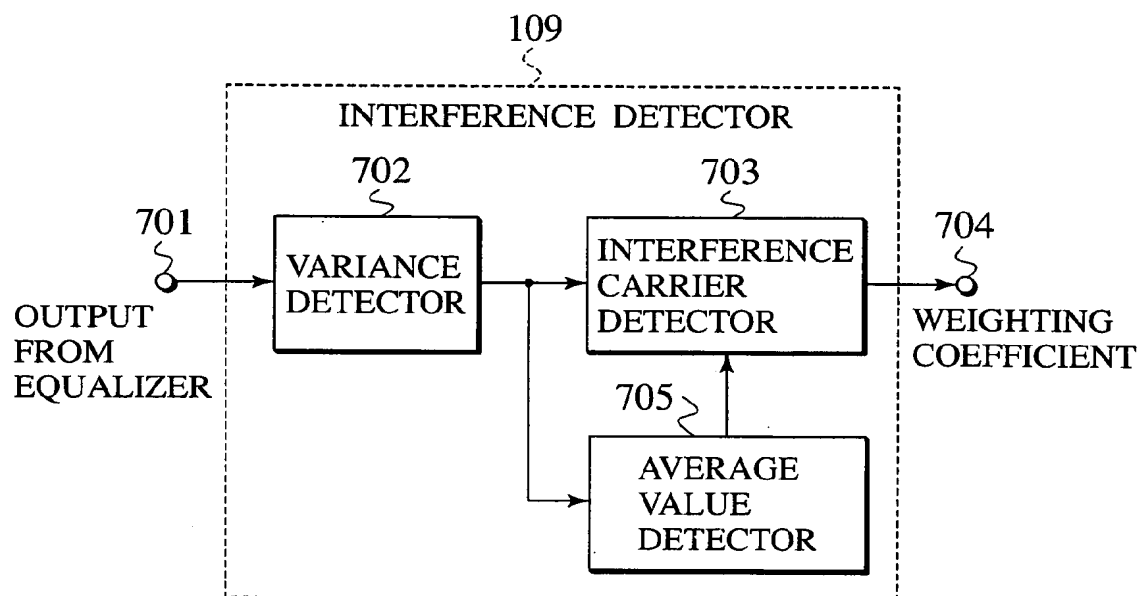 109
INTERFERENCE DETECTOR
702
703
701
704
VARIANCE
DETECTOR
INTERFERENCE
CARRIER
DETECTOR
OUTPUT
FROM
EQUALIZER
WEIGHTING
COEFFICIENT
705
AVERAGE
VALUE
DETECTOR